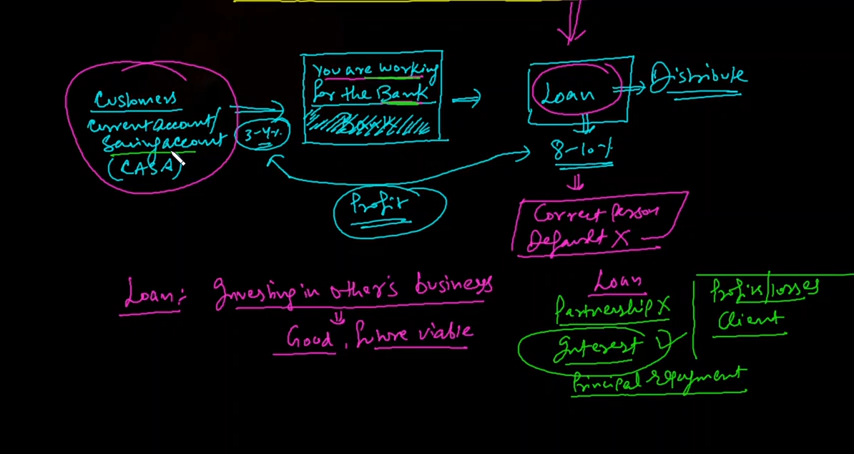 Customers
Current account/
Saving account
(CASA)
3-4%
You are working
for the Bank
Loan
Distribute
8-10%
Profit
Correct person
Default X
Loan: Investing in other's business
Good, future viable
Loan
Partnership X
Interest
Principal repayment
Profits/losses
Client